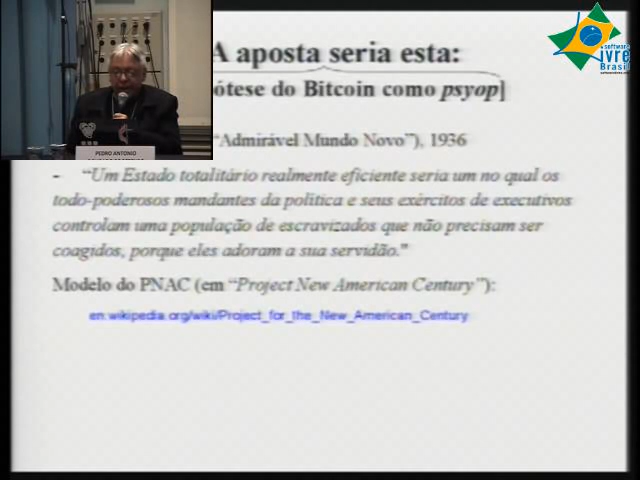 A aposta seria esta:
ótese do Bitcoin como psyop]
“Admirável Mundo Novo”), 1936
- “Um Estado totalitário realmente eficiente seria um no qual os
todo-poderosos mandantes da política e seus exércitos de executivos
controlam uma população de escravizados que não precisam ser
coagidos, porque eles adoram a sua servidão."
Modelo do PNAC (em “Project New American Century”):
en.wikipedia.org/wiki/Project_for_the_New_American_Century
PEDRO ANTONIO
software
livre
Brasil